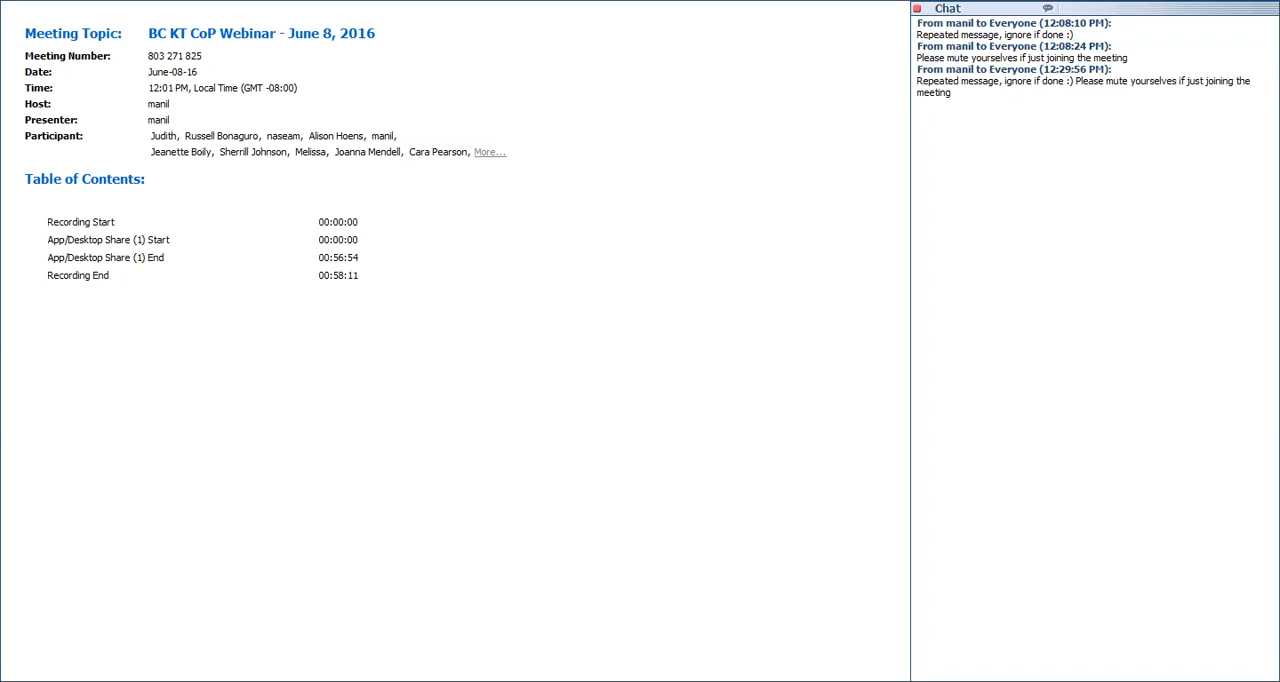 Meeting Topic: BC KT CoP Webinar - June 8, 2016
Meeting Number: 803 271 825
Date: June-08-16
Time: 12:01 PM, Local Time (GMT -08:00)
Host: manil
Presenter: manil
Participant: Judith, Russell Bonaguro, naseam, Alison Hoens, manil,
Jeanette Boily, Sherrill Johnson, Melissa, Joanna Mendell, Cara Pearson, More...
Table of Contents:
Recording Start 00:00:00
App/Desktop Share (1) Start 00:00:00
App/Desktop Share (1) End 00:56:54
Recording End 00:58:11
Chat
From manil to Everyone (12:08:10 PM):
Repeated message, ignore if done :)
From manil to Everyone (12:08:24 PM):
Please mute yourselves if just joining the meeting
From manil to Everyone (12:29:56 PM):
Repeated message, ignore if done :) Please mute yourselves if just joining the
meeting